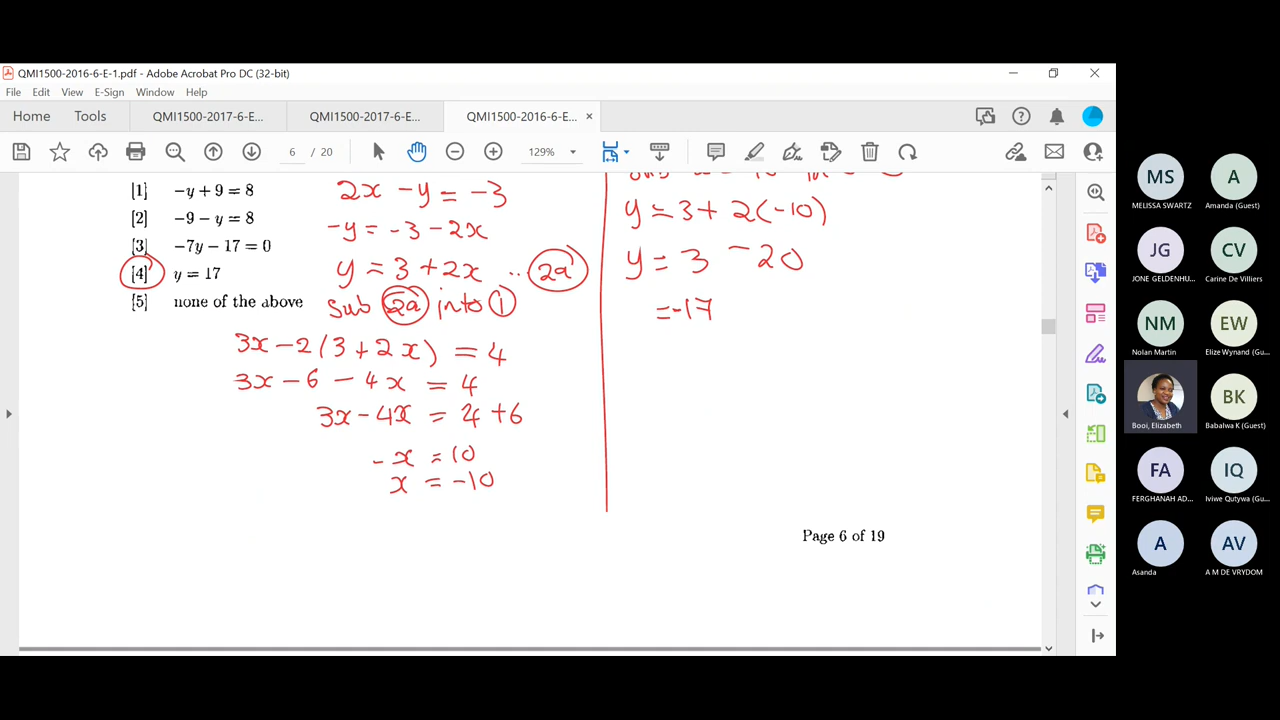 QMI1500-2016-6-E-1.pdf - Adobe Acrobat Pro DC (32-bit)
File Edit View E-Sign Window Help
Home Tools QMI1500-2017-6-E... QMI1500-2017-6-E... QMI1500-2016-6-E... ×
6 / 20 129%
[1] −y + 9 = 8
[2] −9 − y = 8
[3] −7y − 17 = 0
[4] y = 17
[5] none of the above
2x - y = -3
-y = -3 - 2x
y = 3 + 2x .. 2a
sub 2a into 1
3x - 2(3 + 2x) = 4
3x - 6 - 4x = 4
3x - 4x = 4 + 6
- x = 10
x = -10
y = 3 + 2(-10)
y = 3 - 20
= -17
Page 6 of 19
MS
MELISSA SWARTZ
A
Amanda (Guest)
JG
JONE GELDENHU...
CV
Carine De Villiers
NM
Nolan Martin
EW
Elize Wynand (Gu...
Booi, Elizabeth
BK
Babalwa K (Guest)
FA
FERGHANAH AD...
IQ
Iviwe Qutywa (Gu...
A
Asanda
AV
A M DE VRYDOM